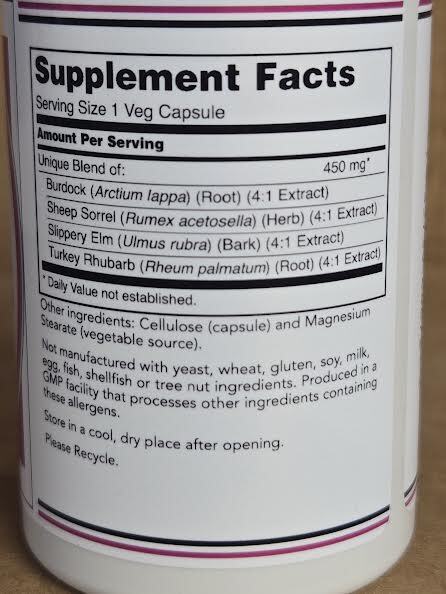 Supplement Facts
Serving Size 1 Veg Capsule
Amount Per Serving
Unique Blend of: 450 mg*
Burdock (Arctium lappa) (Root) (4:1 Extract)
Sheep Sorrel (Rumex acetosella) (Herb) (4:1 Extract)
Slippery Elm (Ulmus rubra) (Bark) (4:1 Extract)
Turkey Rhubarb (Rheum palmatum) (Root) (4:1 Extract)
* Daily Value not established.
Other ingredients: Cellulose (capsule) and Magnesium
Stearate (vegetable source).
Not manufactured with yeast, wheat, gluten, soy, milk,
egg, fish, shellfish or tree nut ingredients. Produced in a
GMP facility that processes other ingredients containing
these allergens.
Store in a cool, dry place after opening.
Please Recycle.